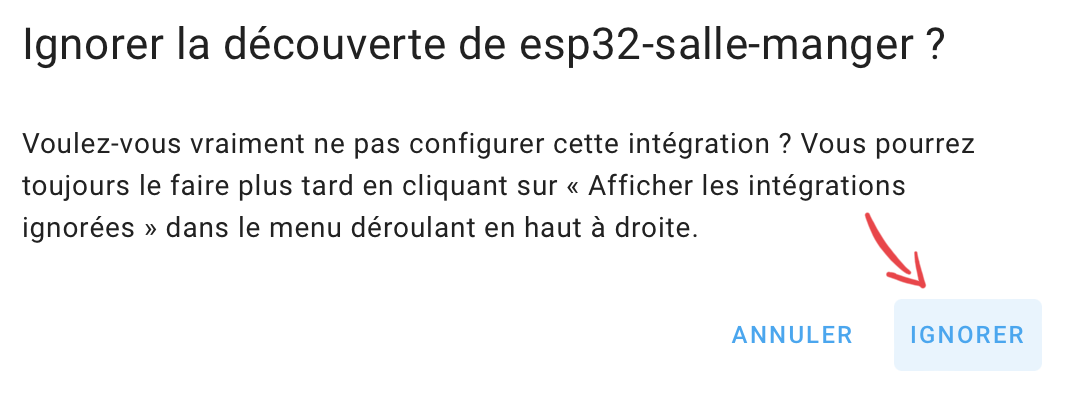 Ignorer la découverte de esp32-salle-manger ?
Voulez-vous vraiment ne pas configurer cette intégration ? Vous pourrez
toujours le faire plus tard en cliquant sur « Afficher les intégrations
ignorées » dans le menu déroulant en haut à droite.
ANNULER
IGNORER